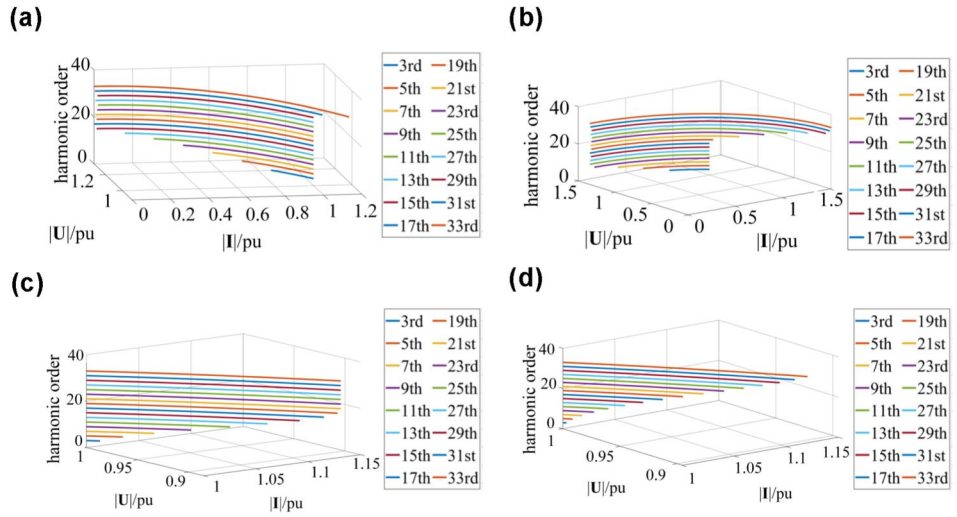 (a)
40
20
0
harmonic order
1.2
1
|U|/pu
0 0.2 0.4 0.6 0.8 1 1.2
|I|/pu
3rd 19th
5th 21st
7th 23rd
9th 25th
11th 27th
13th 29th
15th 31st
17th 33rd
(b)
40
20
0
harmonic order
1.5
1
0.5
0
|U|/pu
0
0.5
1
1.5
|I|/pu
3rd 19th
5th 21st
7th 23rd
9th 25th
11th 27th
13th 29th
15th 31st
17th 33rd
(c)
40
20
0
harmonic order
1
0.95
0.9
|U|/pu
1
1.05
1.1
1.15
|I|/pu
3rd 19th
5th 21st
7th 23rd
9th 25th
11th 27th
13th 29th
15th 31st
17th 33rd
(d)
40
20
0
harmonic order
1
0.95
0.9
|U|/pu
1
1.05
1.1
1.15
|I|/pu
3rd 19th
5th 21st
7th 23rd
9th 25th
11th 27th
13th 29th
15th 31st
17th 33rd